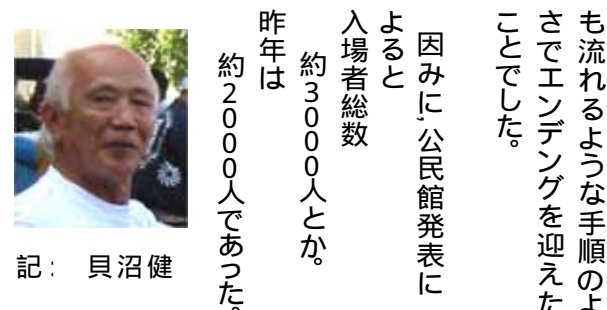 も流れるような手順のよ
さでエンデングを迎えた
ことでした。
因みに,公民館発表に
よると
入場者総数
約3000人とか。
昨年は
約2000人であった。
記: 貝沼健